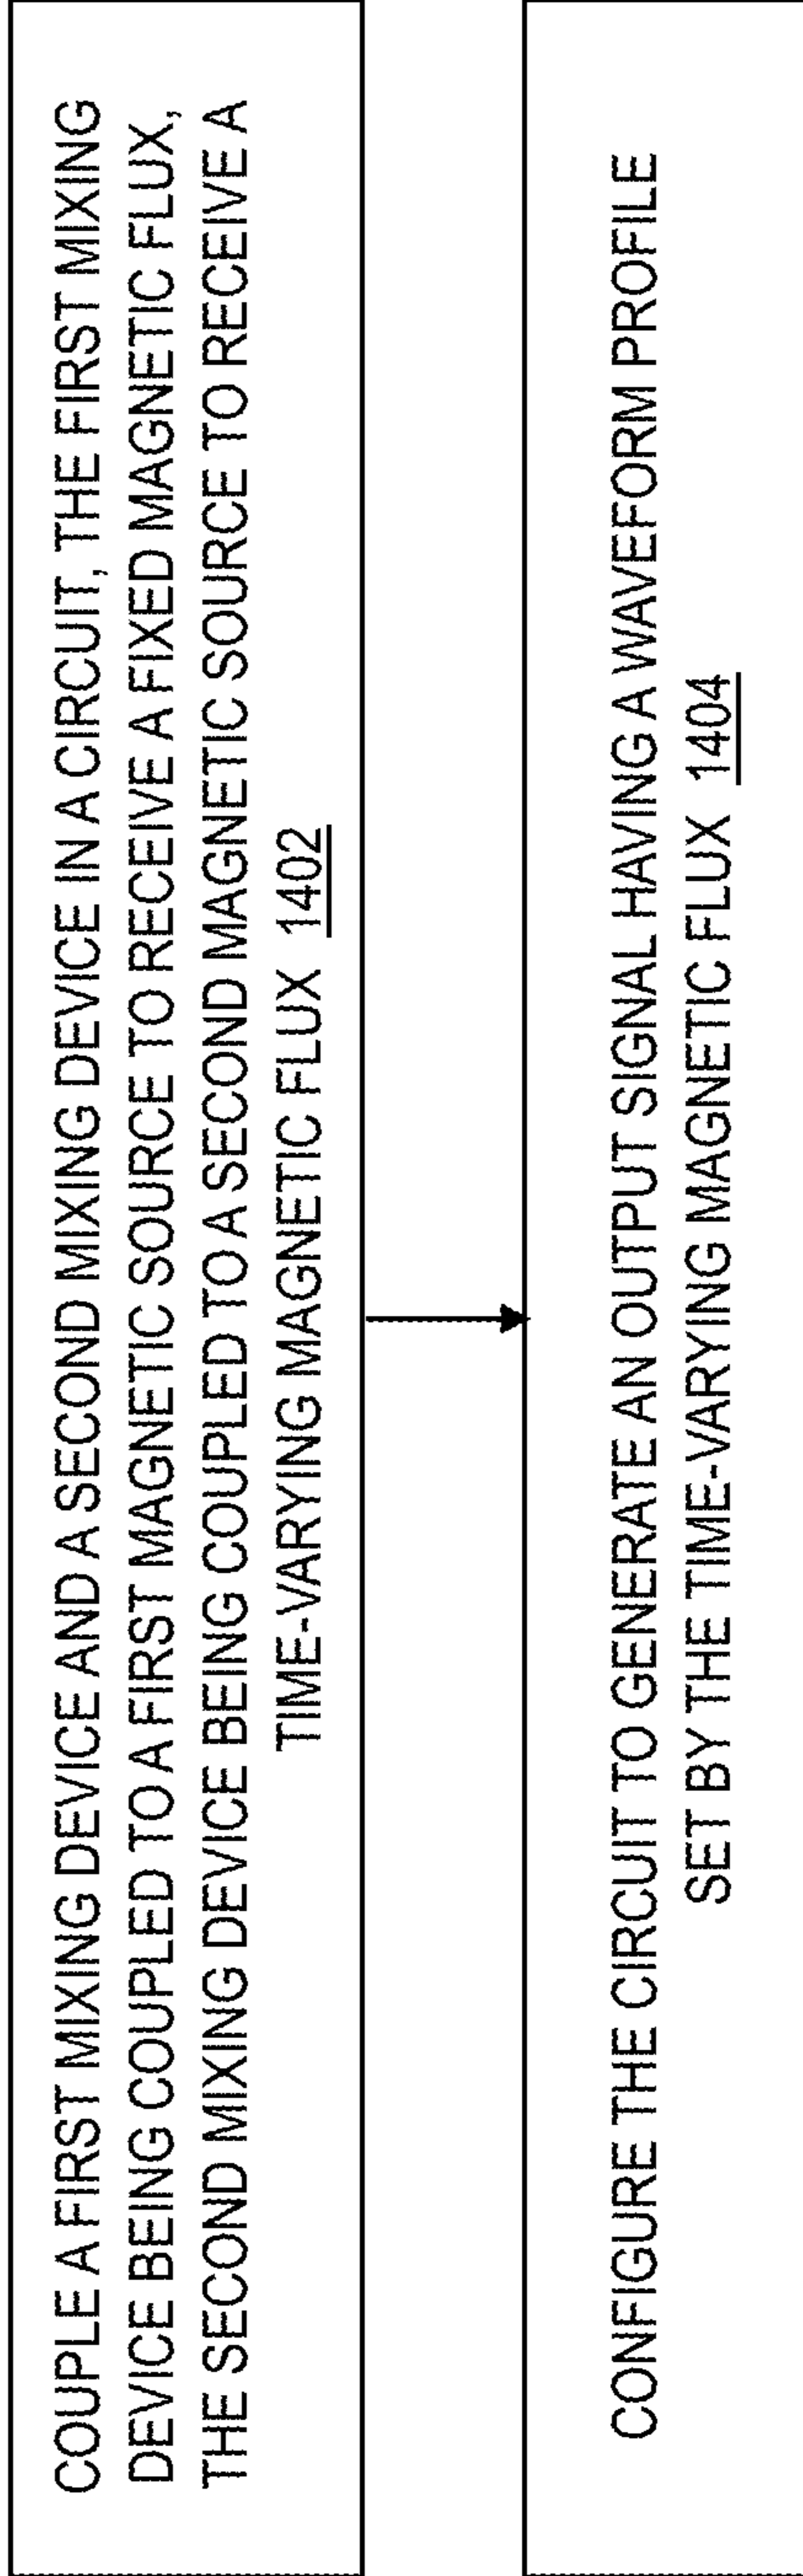 COUPLE A FIRST MIXING DEVICE AND A SECOND MIXING DEVICE IN A CIRCUIT, THE FIRST MIXING
DEVICE BEING COUPLED TO A FIRST MAGNETIC SOURCE TO RECEIVE A FIXED MAGNETIC FLUX,
THE SECOND MIXING DEVICE BEING COUPLED TO A SECOND MAGNETIC SOURCE TO RECEIVE A
TIME-VARYING MAGNETIC FLUX 1402
CONFIGURE THE CIRCUIT TO GENERATE AN OUTPUT SIGNAL HAVING A WAVEFORM PROFILE
SET BY THE TIME-VARYING MAGNETIC FLUX 1404